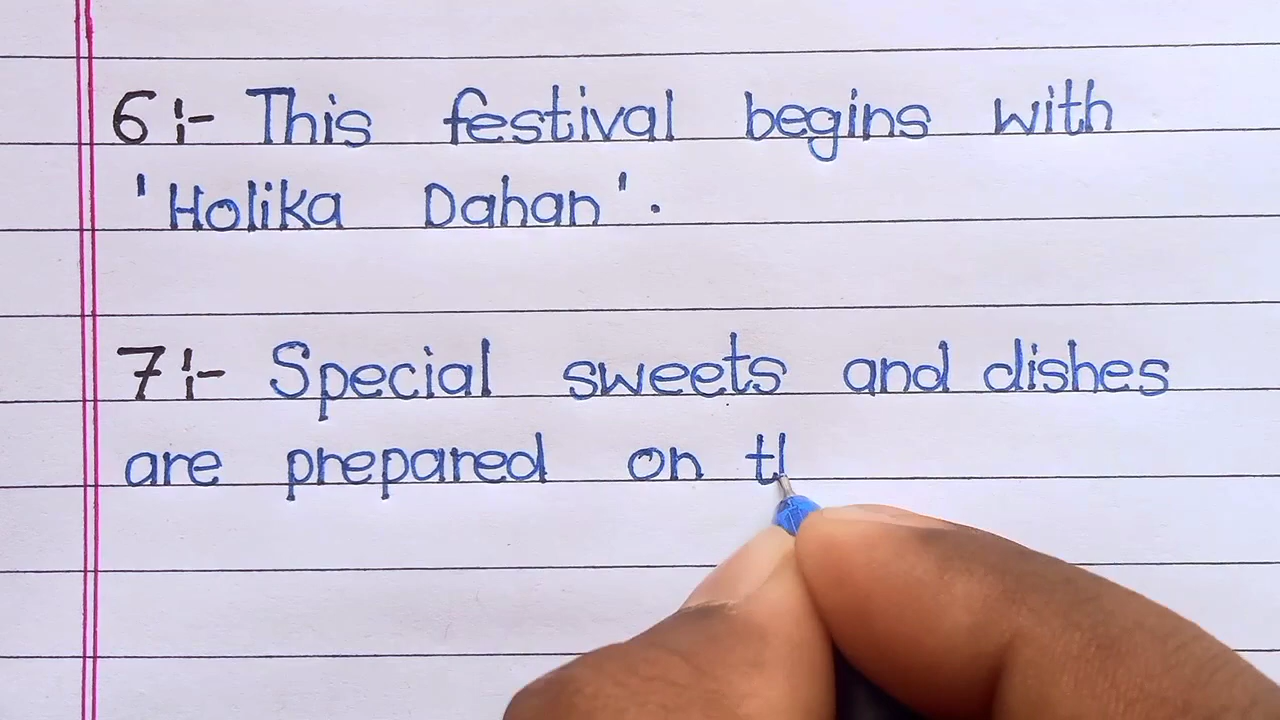 6:- This festival begins with
'Holika Dahan'.
7:- Special sweets and dishes
are prepared on